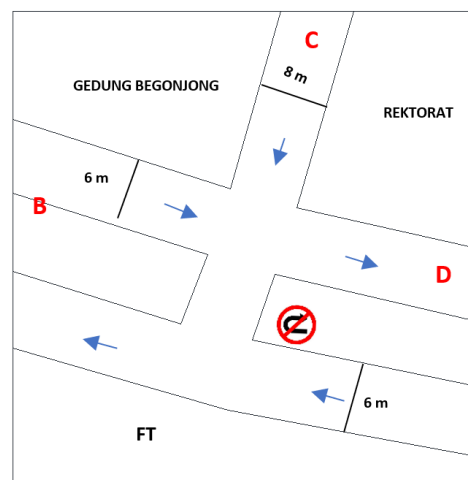 C
8 m
GEDUNG BEGONJONG
REKTORAT
6 m
B
D
6 m
FT